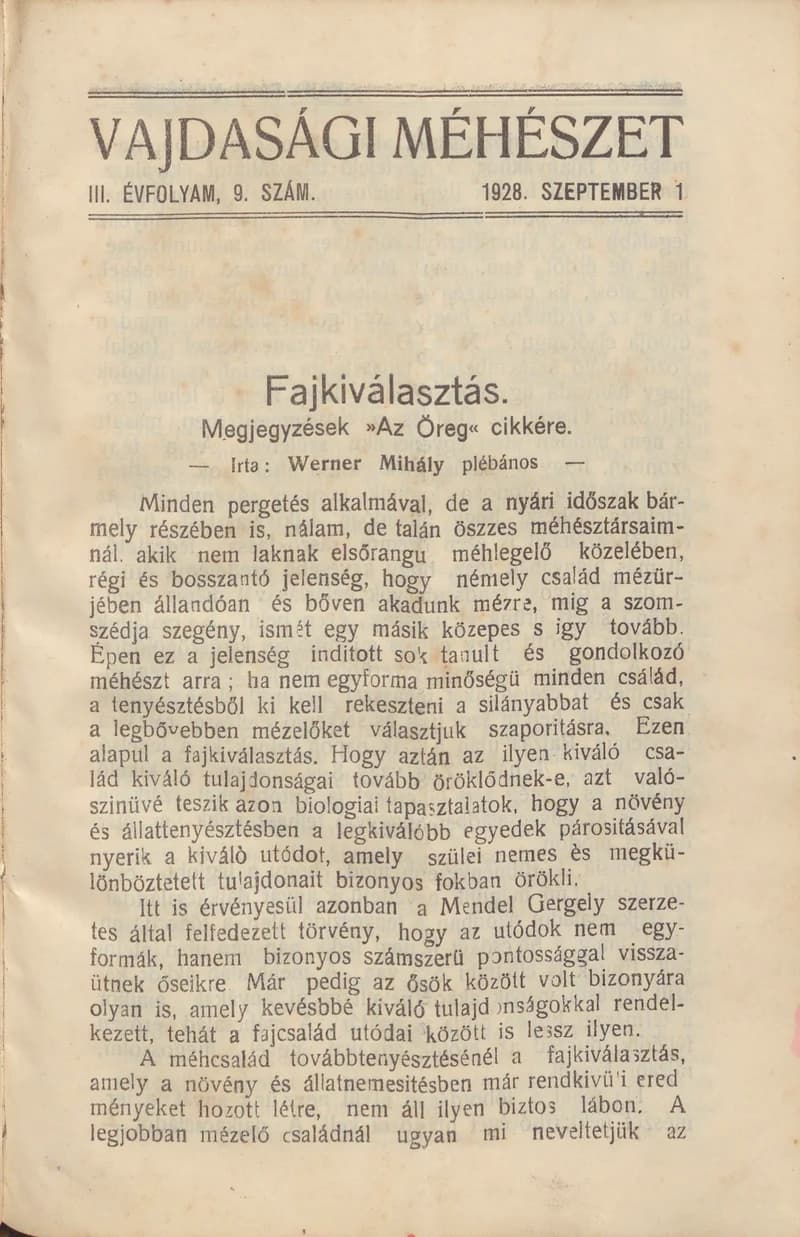 VAJDASÁGI MÉHÉSZET
III. ÉVFOLYAM, 9. SZÁM. 1928. SZEPTEMBER 1
Fajkiválasztás.
Megjegyzések »Az Öreg« cikkére.
— Irta: Werner Mihály plébános —
Minden pergetés alkalmával, de a nyári időszak bár-
mely részében is, nálam, de talán öszzes méhésztársaim-
nál. akik nem laknak elsőrangu méhlegelő közelében,
régi és bosszantó jelenség, hogy némely család mézür-
jében állandóan és bőven akadunk mézre, mig a szom-
szédja szegény, ismét egy másik közepes s igy tovább.
Épen ez a jelenség inditott sok tanult és gondolkozó
méhészt arra ; ha nem egyforma minőségü minden család,
a tenyésztésből ki kell rekeszteni a silányabbat és csak
a legbővebben mézelőket választjuk szaporitásra. Ezen
alapul a fajkiválasztás. Hogy aztán az ilyen kiváló csa-
lád kiváló tulajdonságai tovább öröklődnek-e, azt való-
szinüvé teszik azon biologiai tapasztalatok, hogy a növény
és állattenyésztésben a legkiválóbb egyedek párositásával
nyerik a kiválò utódot, amely szülei nemes ès megkü-
lönböztetett tulajdonait bizonyos fokban örökli.
Itt is érvényesül azonban a Mendel Gergely szerze-
tes által felfedezett törvény, hogy az utódok nem egy-
formák, hanem bizonyos számszerü pontossággal vissza-
ütnek őseikre Már pedig az ősök között volt bizonyára
olyan is, amely kevésbbé kiváló tulajdonságokkal rendel-
kezett, tehát a fajcsalád utódai között is lessz ilyen.
A méhcsalád továbbtenyésztésénél a fajkiválasztás,
amely a növény és állatnemesitésben már rendkivüli ered
ményeket hozott létre, nem áll ilyen biztos lábon. A
legjobban mézelő családnál ugyan mi neveltetjük az